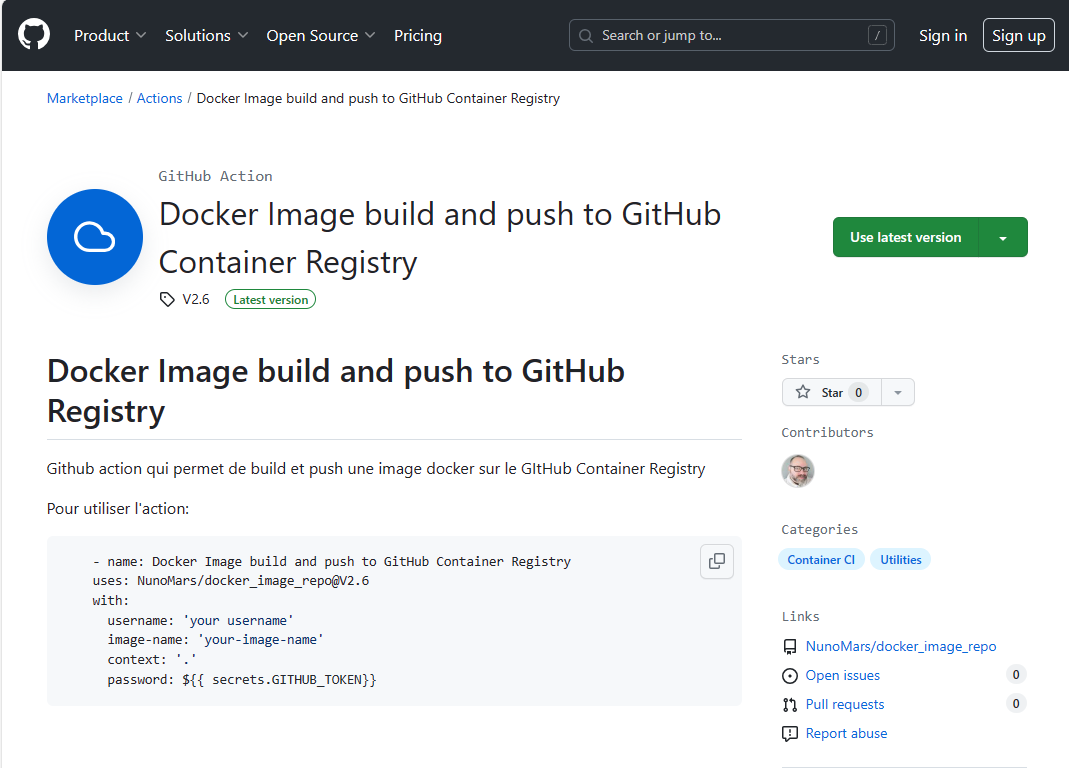 Product Solutions Open Source Pricing Search or jump to... / Sign in Sign up
Marketplace / Actions / Docker Image build and push to GitHub Container Registry
GitHub Action
Docker Image build and push to GitHub
Container Registry
V2.6 Latest version
Use latest version
Docker Image build and push to GitHub
Registry
Github action qui permet de build et push une image docker sur le GItHub Container Registry
Pour utiliser l'action:
- name: Docker Image build and push to GitHub Container Registry
uses: NunoMars/docker_image_repo@V2.6
with:
username: 'your username'
image-name: 'your-image-name'
context: '.'
password: ${{ secrets.GITHUB_TOKEN}}
Stars
Star 0
Contributors
Categories
Container CI Utilities
Links
NunoMars/docker_image_repo
Open issues 0
Pull requests 0
Report abuse